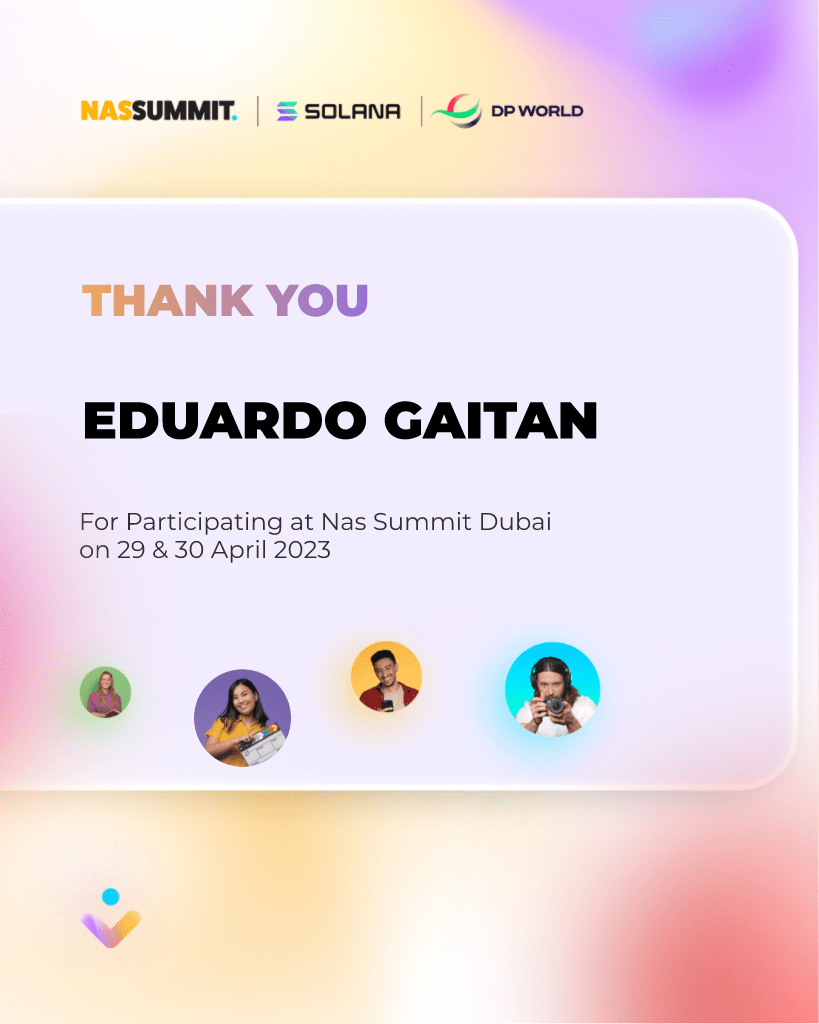 NASSUMMIT. SOLANA DP WORLD
THANK YOU
EDUARDO GAITAN
For Participating at Nas Summit Dubai
on 29 & 30 April 2023